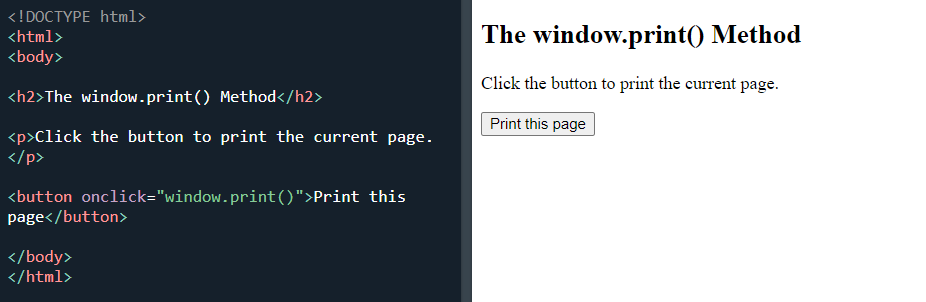 <!DOCTYPE html>
<html>
<body>
<h2>The window.print() Method</h2>
<p>Click the button to print the current page.
</p>
<button onclick="window.print()">Print this
page</button>
</body>
</html>
The window.print() Method
Click the button to print the current page.
Print this page